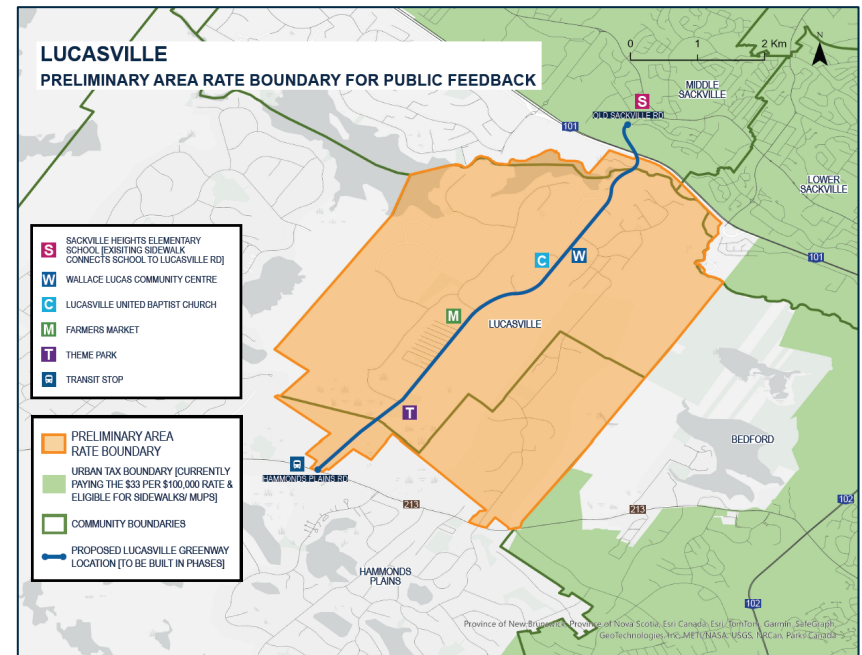 LUCASVILLE
PRELIMINARY AREA RATE BOUNDARY FOR PUBLIC FEEDBACK
0 1 2 Km
N
MIDDLE
SACKVILLE
S
OLD SACKVILLE RD
101
LOWER
SACKVILLE
101
C
W
M
LUCASVILLE
T
BEDFORD
HAMMONDS PLAINS RD
213
213
102
HAMMONDS
PLAINS
102
S SACKVILLE HEIGHTS ELEMENTARY
SCHOOL [EXISITING SIDEWALK
CONNECTS SCHOOL TO LUCASVILLE RD]
W WALLACE LUCAS COMMUNITY CENTRE
C LUCASVILLE UNITED BAPTIST CHURCH
M FARMERS MARKET
T THEME PARK
TRANSIT STOP
PRELIMINARY AREA
RATE BOUNDARY
URBAN TAX BOUNDARY [CURRENTLY
PAYING THE $33 PER $100,000 RATE &
ELIGIBLE FOR SIDEWALKS/ MUPS]
COMMUNITY BOUNDARIES
PROPOSED LUCASVILLE GREENWAY
LOCATION [TO BE BUILT IN PHASES]
Province of New Brunswick, Province of Nova Scotia, Esri Canada, Esri, TomTom, Garmin, SafeGraph,
GeoTechnologies, Inc, METI/NASA, USGS, NRCan, Parks Canada